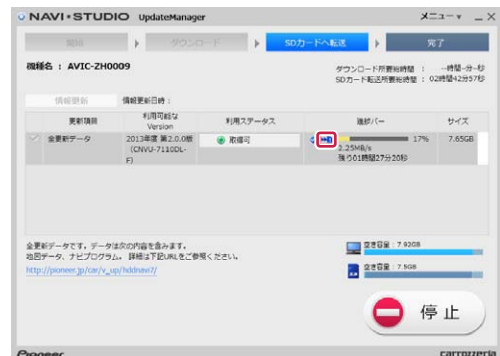 NAVI*STUDIO UpdateManager
メニュー
開始
ダウンロード
SDカードへ転送
完了
機種名 : AVIC-ZH0009
ダウンロード所要総時間 : --時間-分-秒
SDカード転送所要総時間 : 02時間42分57秒
情報更新
情報更新日時 :
更新項目
利用可能な
Version
利用ステータス
進捗バー
サイズ
全更新データ
2013年度 第2.0.0版
(CNVU-7110DL-
F)
取得可
17%
2.25MB/s
残り01時間27分20秒
7.65GB
全更新データです。データは次の内容を含みます。
地図データ、ナビプログラム。 詳細は下記URLをご参照ください。
http://pioneer.jp/car/v_up/hddnavi7/
空き容量 : 7.92GB
空き容量 : 7.5GB
停止
Pioneer
carrozzeria